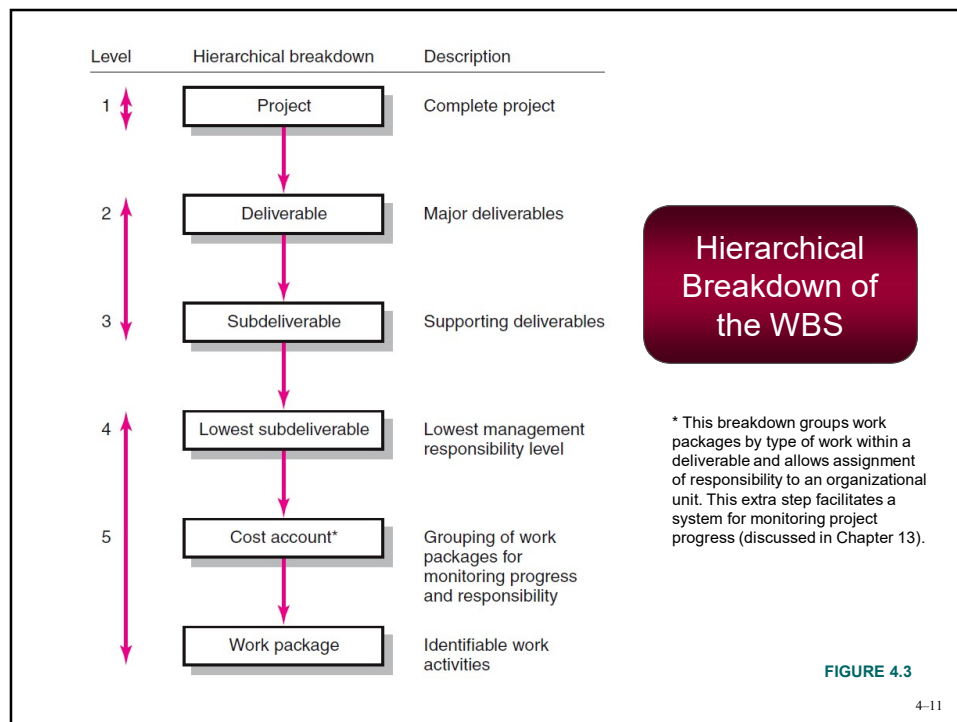 Level Hierarchical breakdown Description
1 Project Complete project
2 Deliverable Major deliverables
3 Subdeliverable Supporting deliverables
4 Lowest subdeliverable Lowest management
responsibility level
5 Cost account* Grouping of work
packages for
monitoring progress
and responsibility
Work package Identifiable work
activities
Hierarchical
Breakdown of
the WBS
* This breakdown groups work
packages by type of work within a
deliverable and allows assignment
of responsibility to an organizational
unit. This extra step facilitates a
system for monitoring project
progress (discussed in Chapter 13).
FIGURE 4.3
4–11